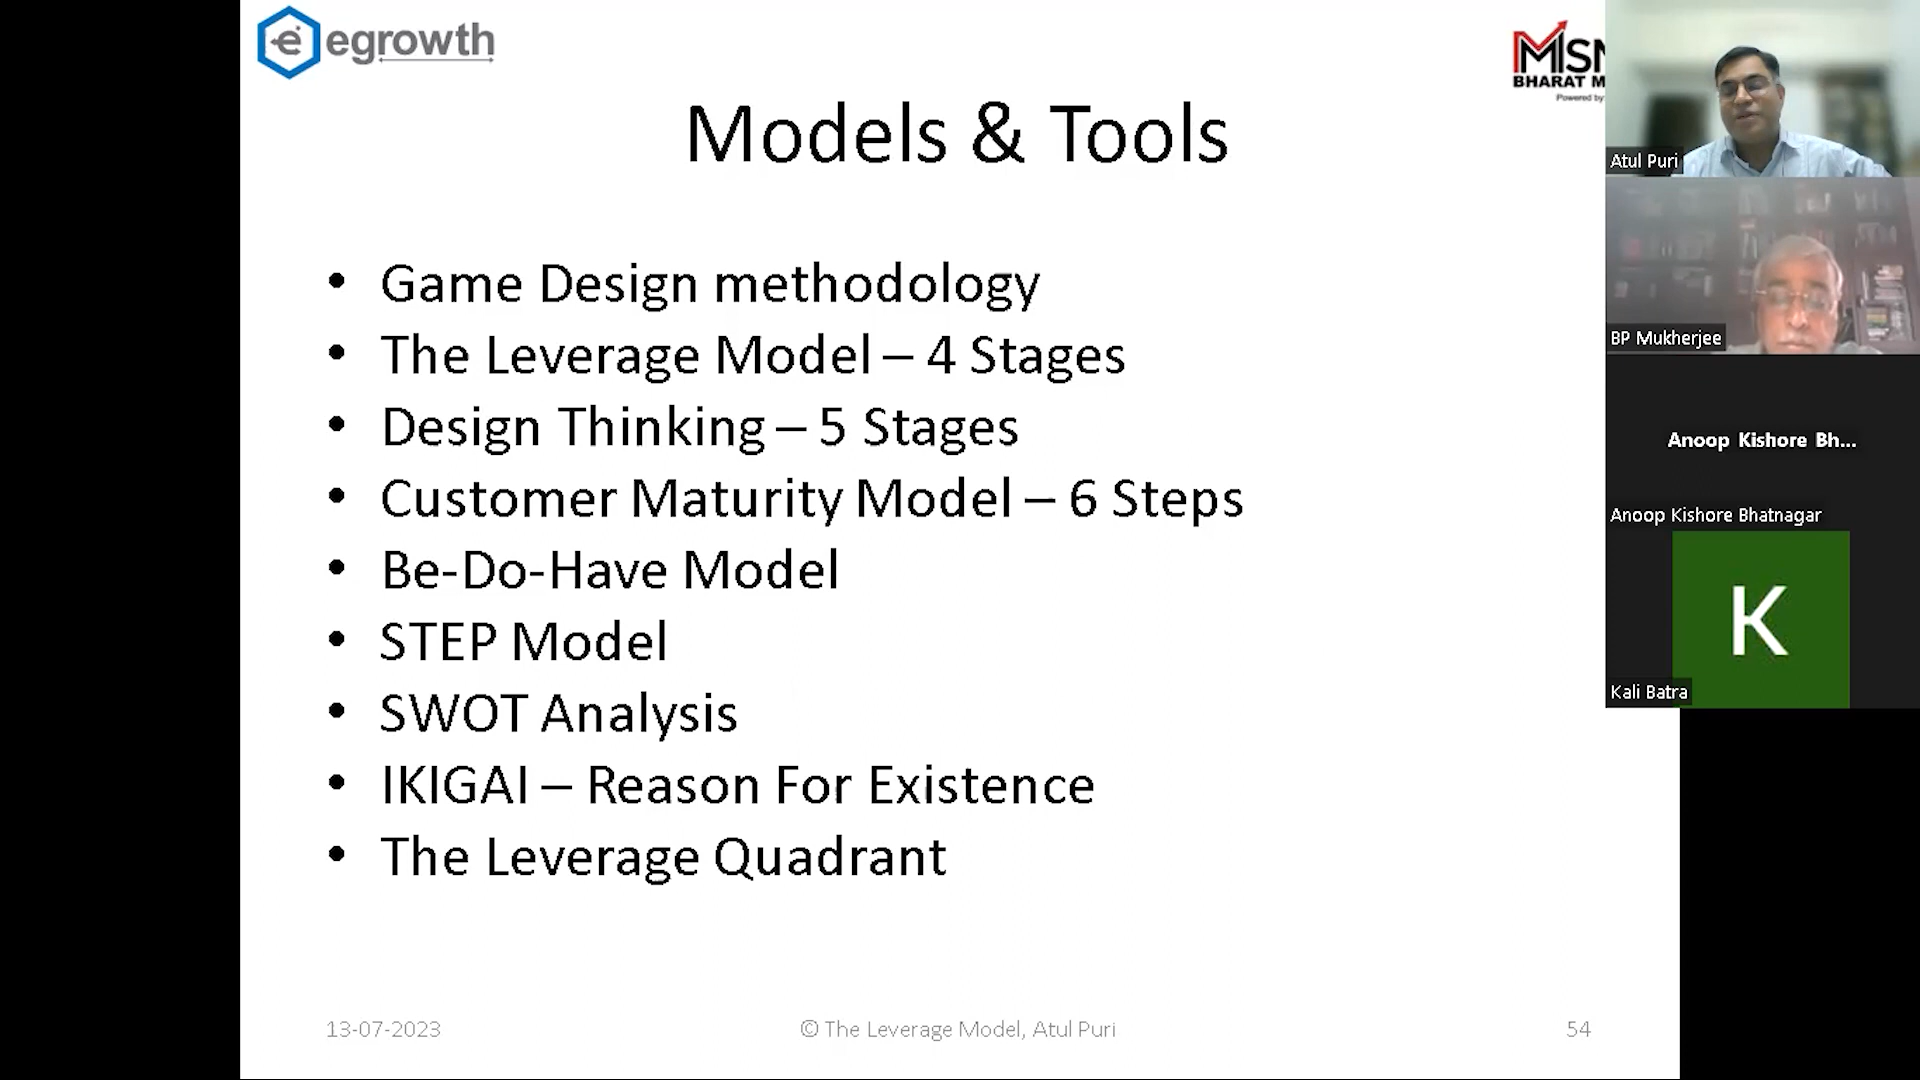 egrowth
MSM
BHARAT M
Powered by
Models & Tools
• Game Design methodology
• The Leverage Model – 4 Stages
• Design Thinking – 5 Stages
• Customer Maturity Model – 6 Steps
• Be-Do-Have Model
• STEP Model
• SWOT Analysis
• IKIGAI – Reason For Existence
• The Leverage Quadrant
13-07-2023
© The Leverage Model, Atul Puri
54
Atul Puri
BP Mukherjee
Anoop Kishore Bh...
Anoop Kishore Bhatnagar
K
Kali Batra